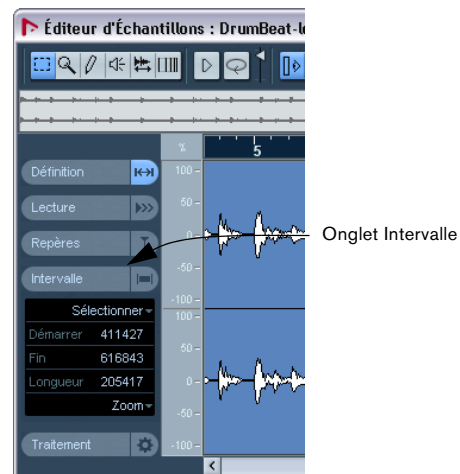 Éditeur d'Échantillons : DrumBeat-l
%
5
Définition
100
Lecture
50
Repères
0
Onglet Intervalle
Intervalle
-50
-100
Sélectionner
100
Démarrer 411427
50
Fin 616843
Longueur 205417
0
Zoom
-50
Traitement
-100